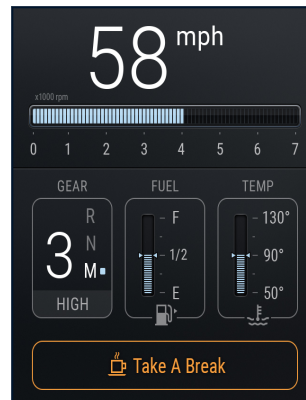 58 mph
x1000 rpm
0 1 2 3 4 5 6 7
GEAR FUEL TEMP
R F 130°
3 N 1/2 90°
M E 50°
HIGH
Take A Break